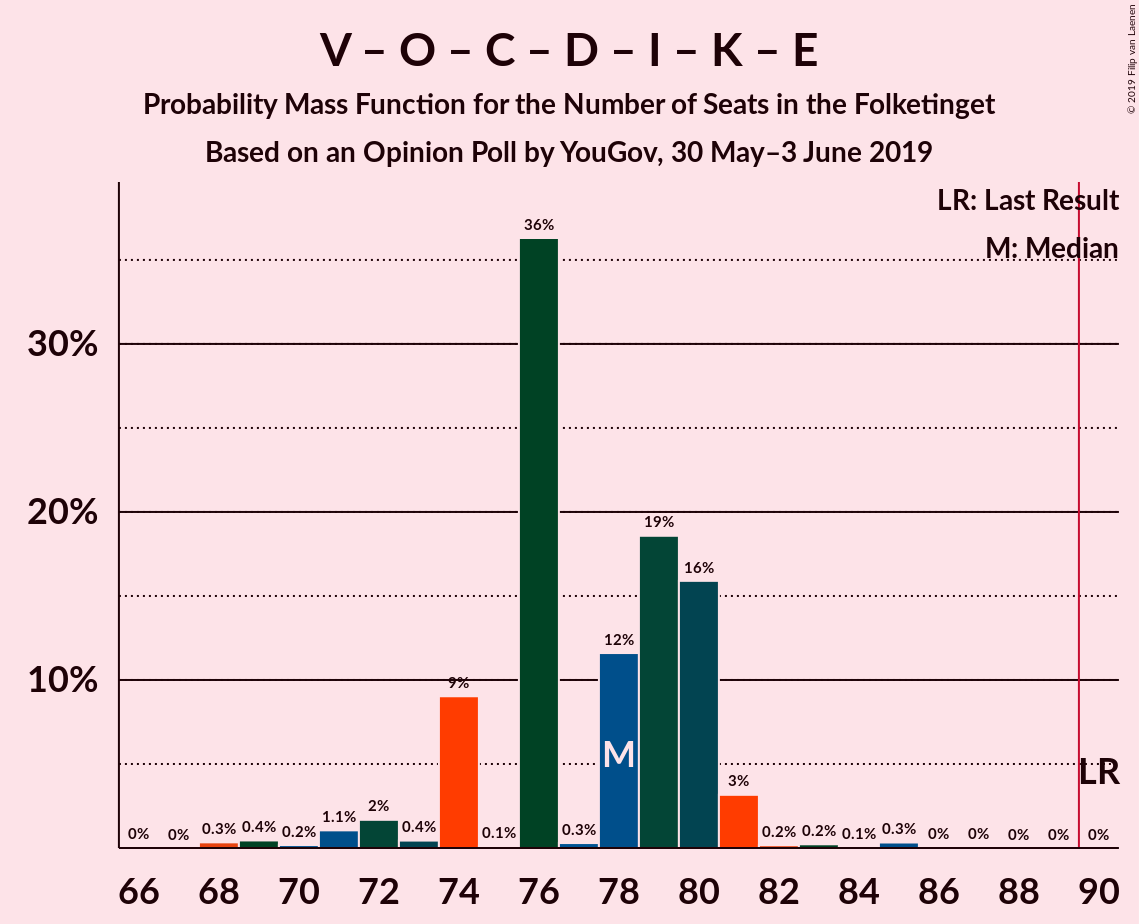 V – O – C – D – I – K – E
Probability Mass Function for the Number of Seats in the Folketinget
Based on an Opinion Poll by YouGov, 30 May–3 June 2019
© 2019 Filip van Laenen
LR: Last Result
M: Median
36%
30%
20%
19%
16%
12%
10%
9%
M
3%
LR
0% 0% 0.3% 0.4% 0.2% 1.1% 2% 0.4% 0.1% 0.3% 0.2% 0.2% 0.1% 0.3% 0% 0% 0% 0% 0%
66 68 70 72 74 76 78 80 82 84 86 88 90